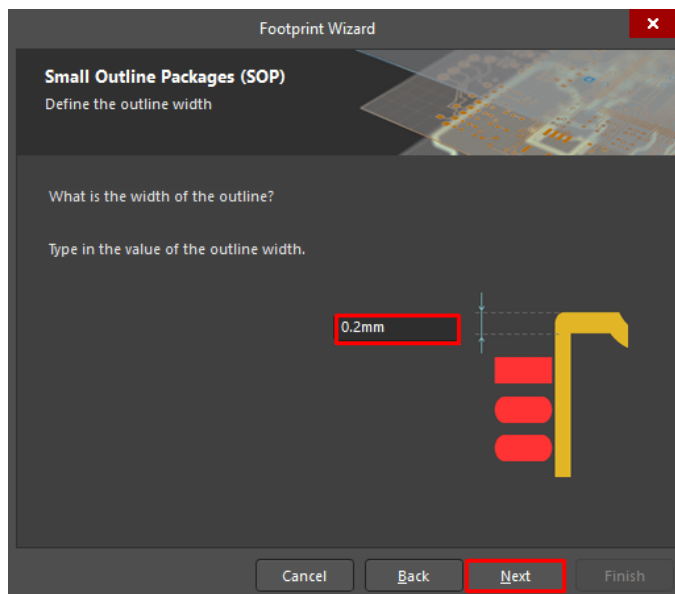 Footprint Wizard
Small Outline Packages (SOP)
Define the outline width
What is the width of the outline?
Type in the value of the outline width.
0.2mm
Cancel Back Next Finish